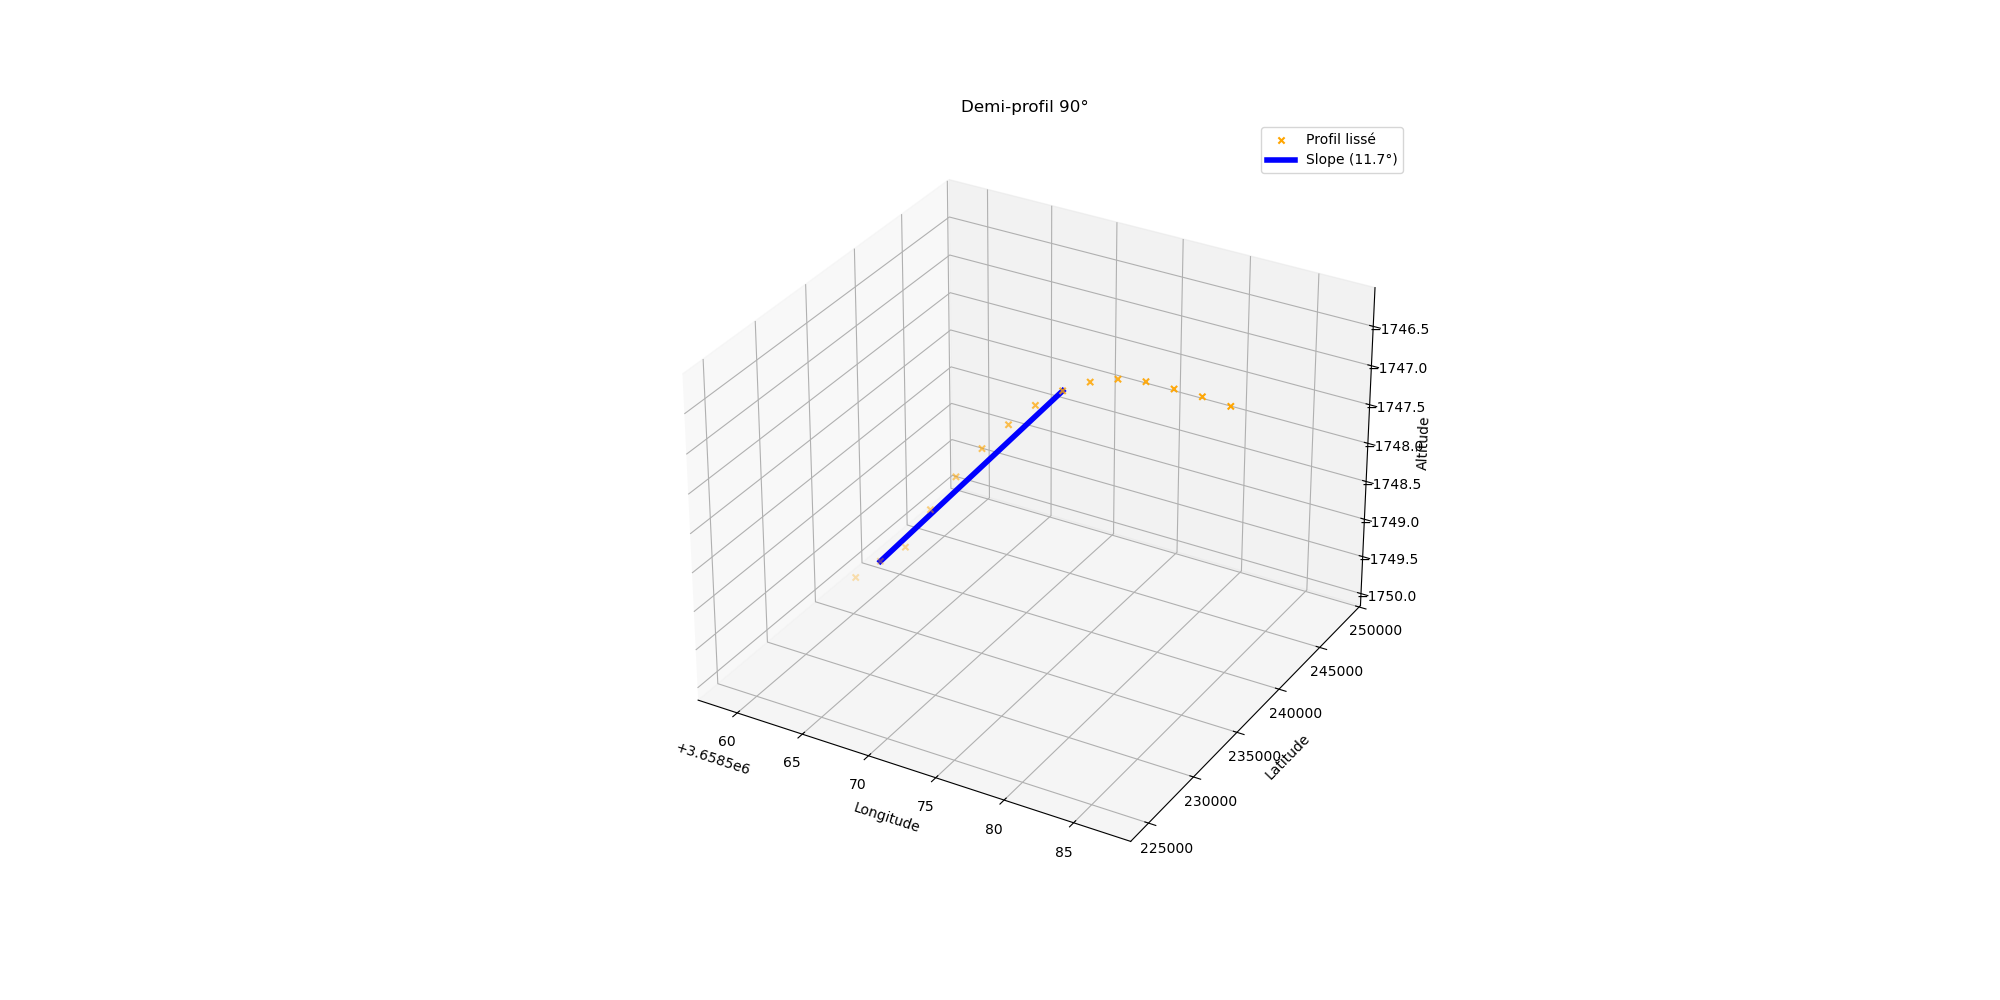 Demi-profil 90°
Profil lissé
Slope (11.7°)
−1746.5
−1747.0
−1747.5
−1748.0
−1748.5
−1749.0
−1749.5
−1750.0
Altitude
250000
245000
240000
235000
230000
225000
Latitude
60
65
70
75
80
85
+3.6585e6
Longitude